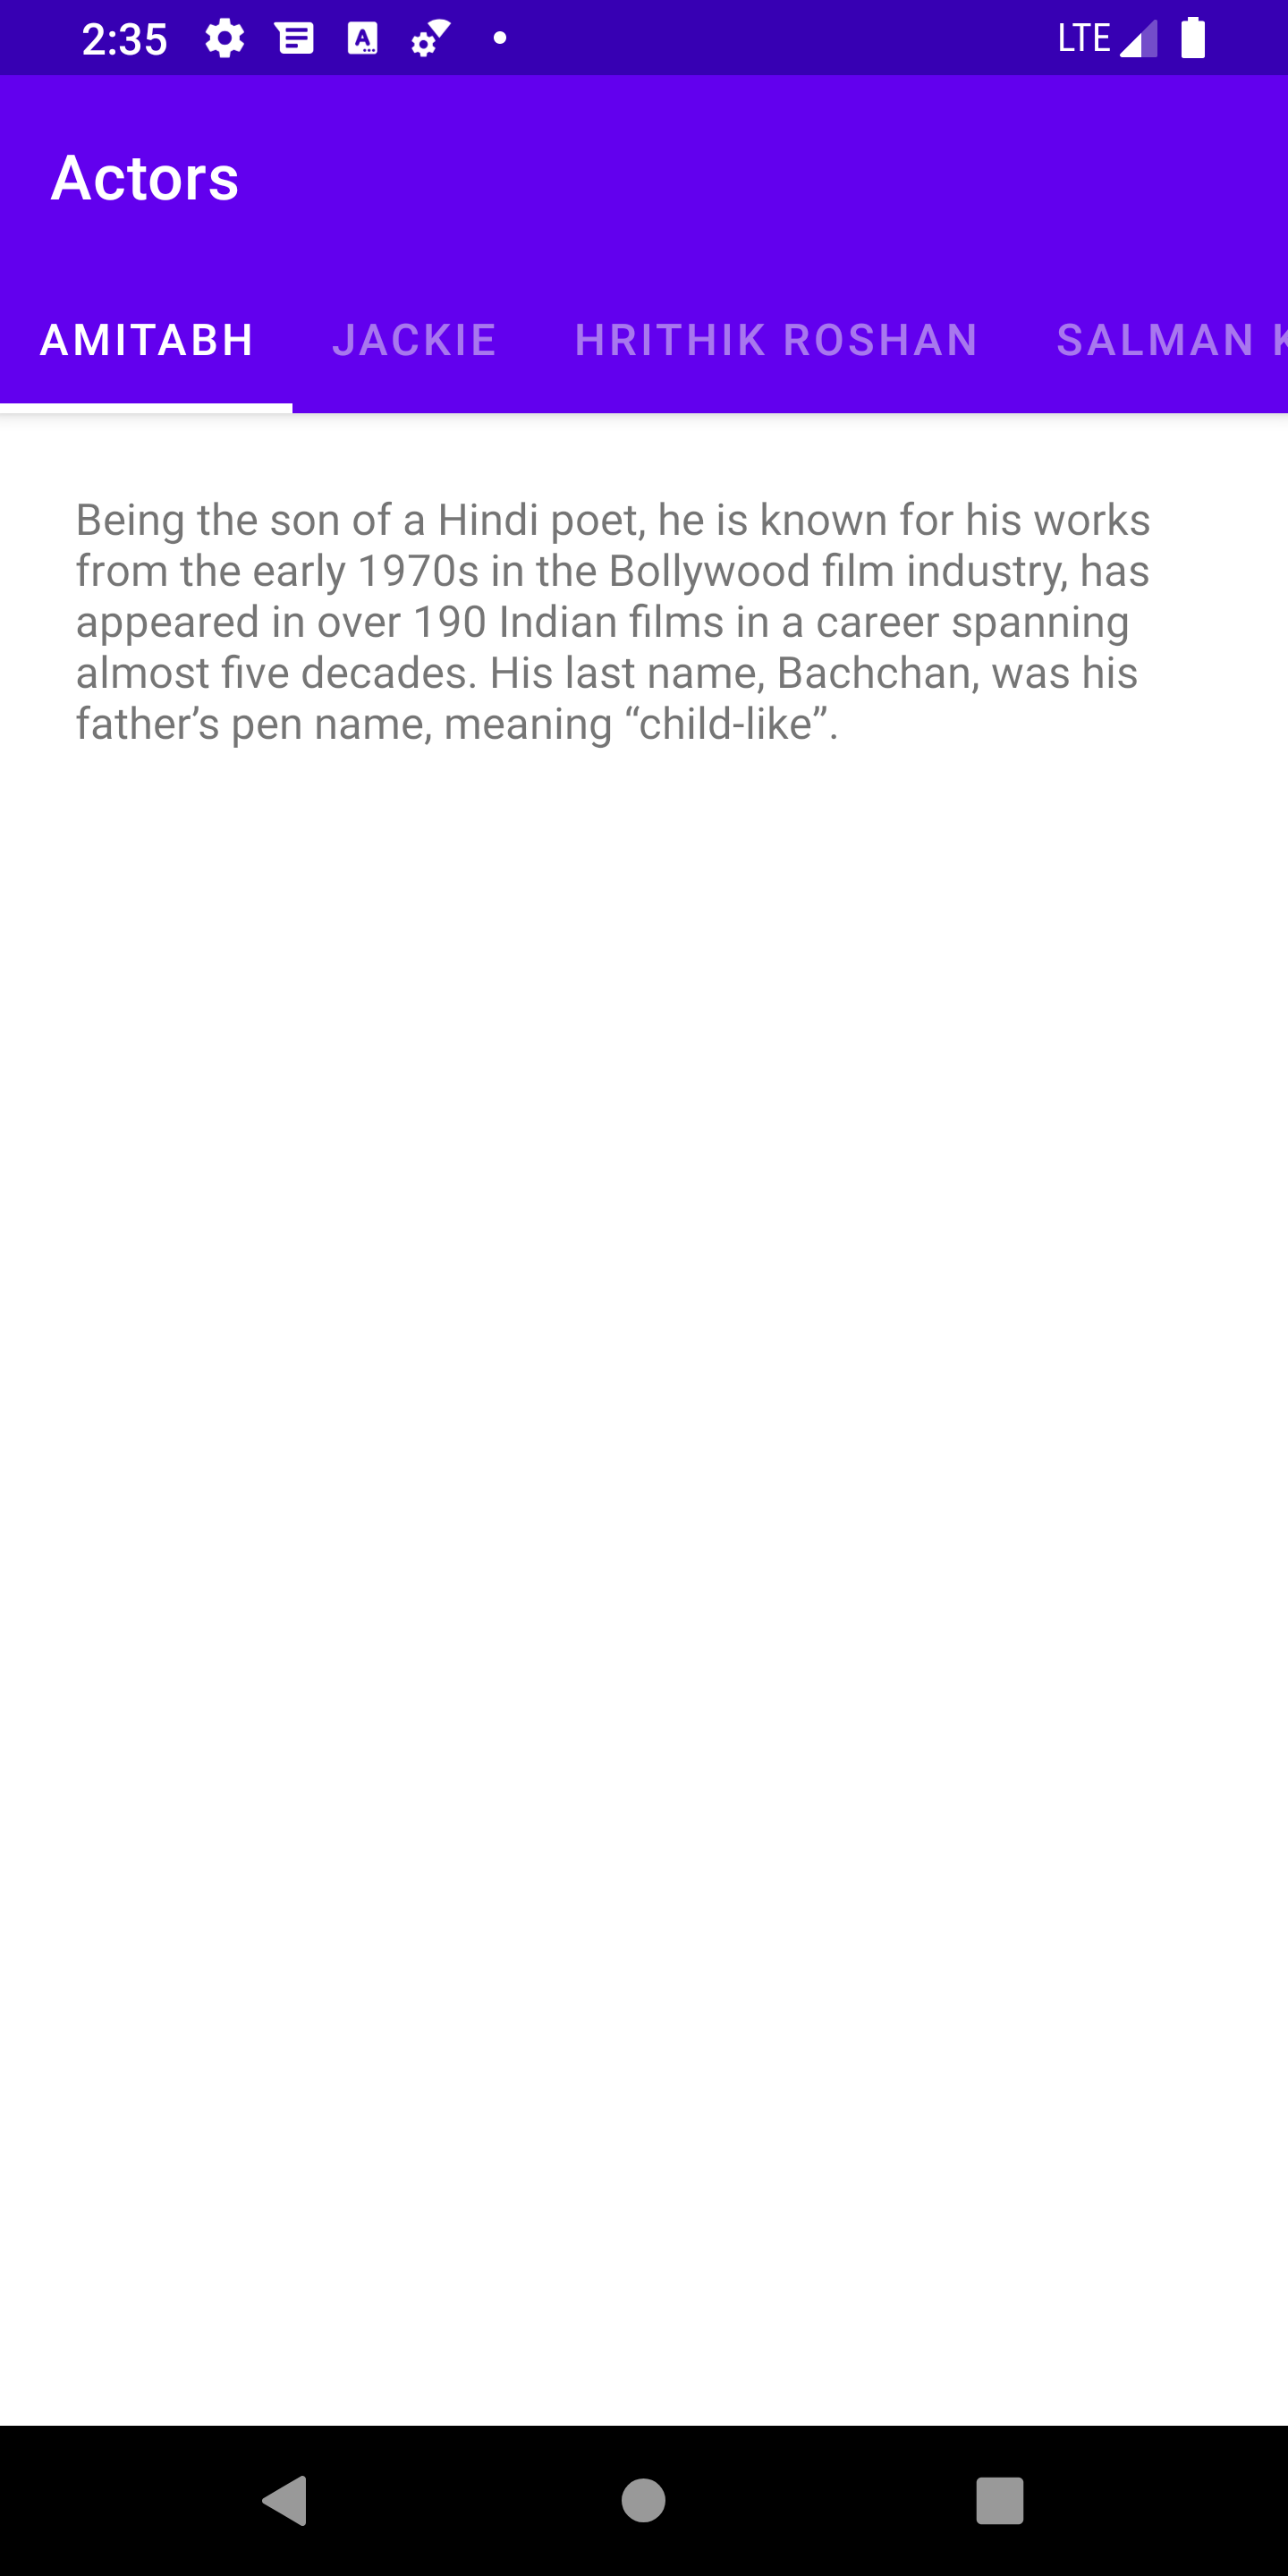 2:35 LTE
Actors
AMITABH JACKIE HRITHIK ROSHAN SALMAN K
Being the son of a Hindi poet, he is known for his works
from the early 1970s in the Bollywood film industry, has
appeared in over 190 Indian films in a career spanning
almost five decades. His last name, Bachchan, was his
father’s pen name, meaning “child-like”.